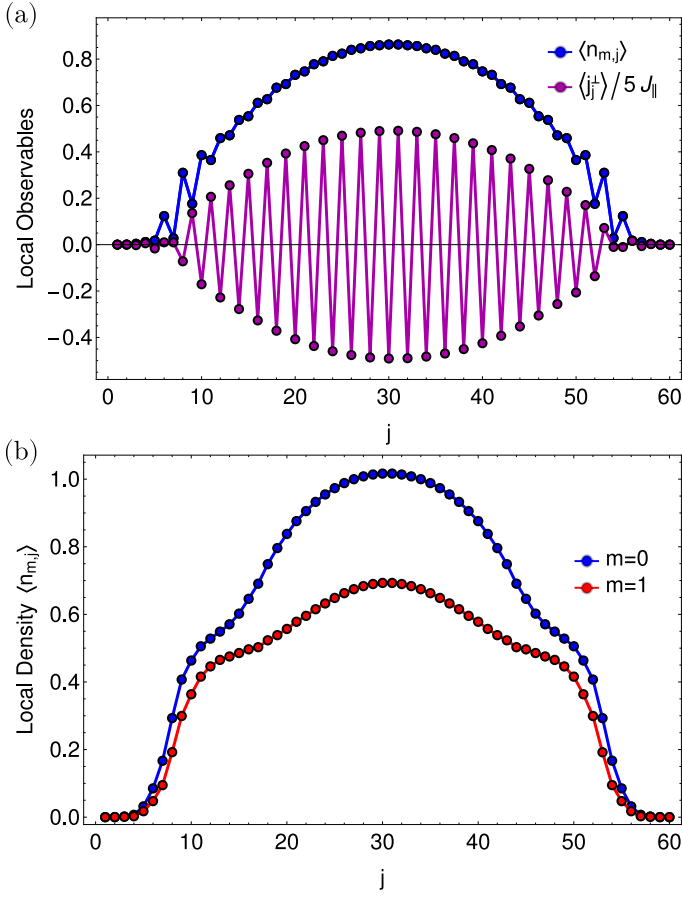 (a)
Local Observables
0.8
0.6
0.4
0.2
0.0
−0.2
−0.4
⟨n_{m,j}⟩
⟨j_j^⊥⟩/5 J_∥
0 10 20 30 40 50 60
j
(b)
Local Density ⟨n_{m,j}⟩
1.0
0.8
0.6
0.4
0.2
0.0
m=0
m=1
0 10 20 30 40 50 60
j